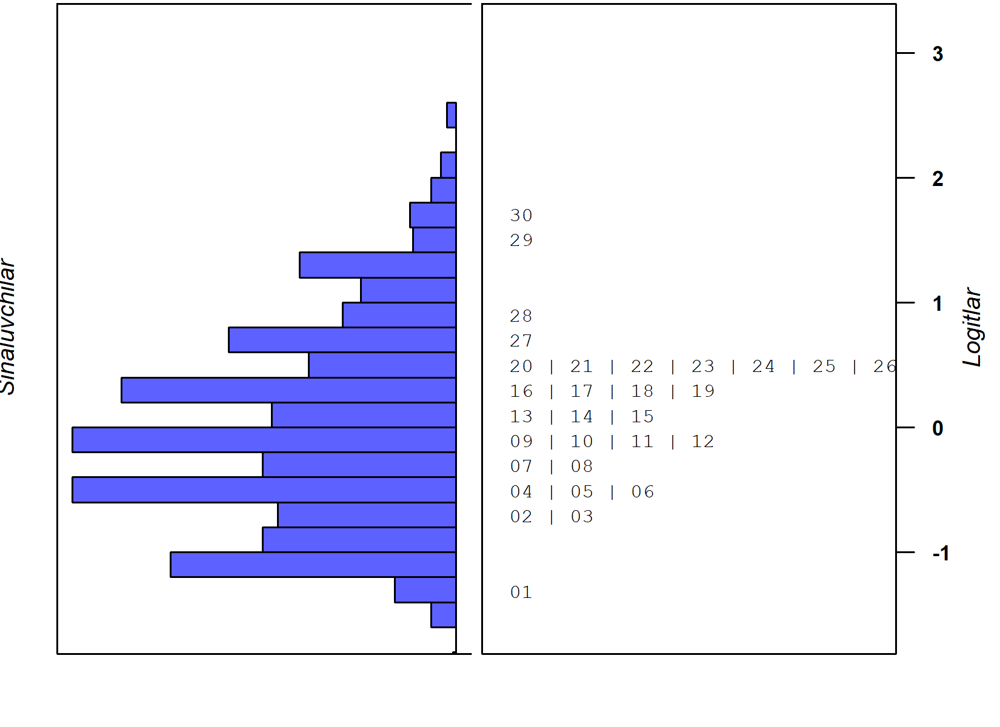 Sinaluvchilar
30
29
28
27
20 | 21 | 22 | 23 | 24 | 25 | 26
16 | 17 | 18 | 19
13 | 14 | 15
09 | 10 | 11 | 12
07 | 08
04 | 05 | 06
02 | 03
01
3
2
1
0
-1
Logitlar